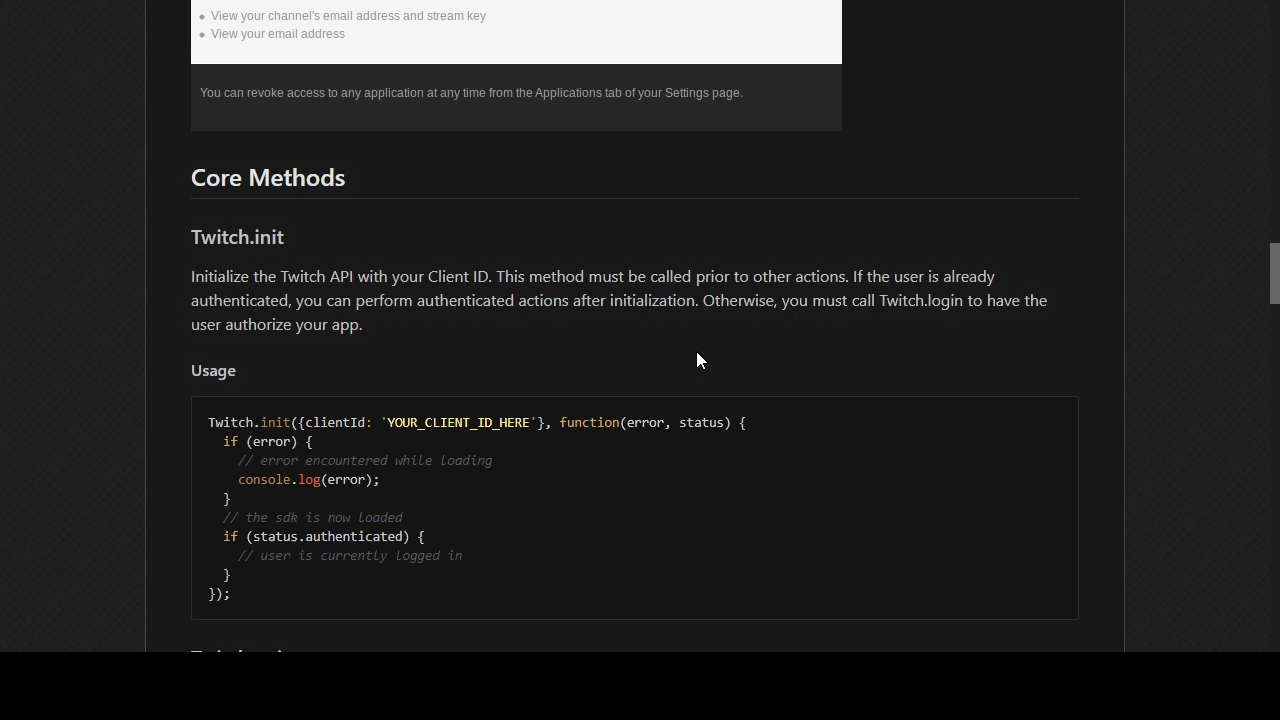 View your channel's email address and stream key
View your email address
You can revoke access to any application at any time from the Applications tab of your Settings page.
Core Methods
Twitch.init
Initialize the Twitch API with your Client ID. This method must be called prior to other actions. If the user is already
authenticated, you can perform authenticated actions after initialization. Otherwise, you must call Twitch.login to have the
user authorize your app.
Usage
Twitch.init({clientId: 'YOUR_CLIENT_ID_HERE'}, function(error, status) {
  if (error) {
    // error encountered while loading
    console.log(error);
  }
  // the sdk is now loaded
  if (status.authenticated) {
    // user is currently logged in
  }
});